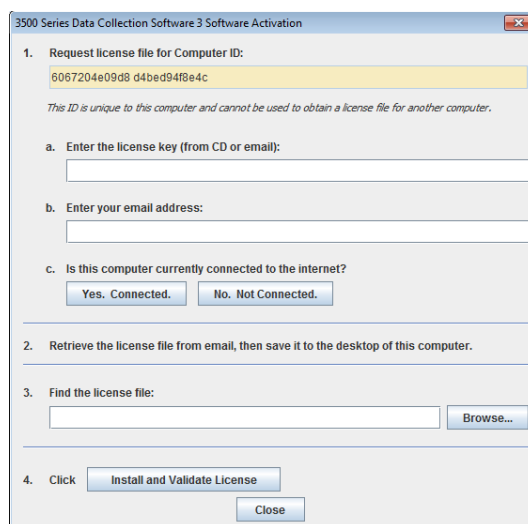 3500 Series Data Collection Software 3 Software Activation
1. Request license file for Computer ID:
6067204e09d8 d4bed94f8e4c
This ID is unique to this computer and cannot be used to obtain a license file for another computer.
a. Enter the license key (from CD or email):
b. Enter your email address:
c. Is this computer currently connected to the internet?
Yes. Connected. No. Not Connected.
2. Retrieve the license file from email, then save it to the desktop of this computer.
3. Find the license file:
Browse...
4. Click Install and Validate License
Close